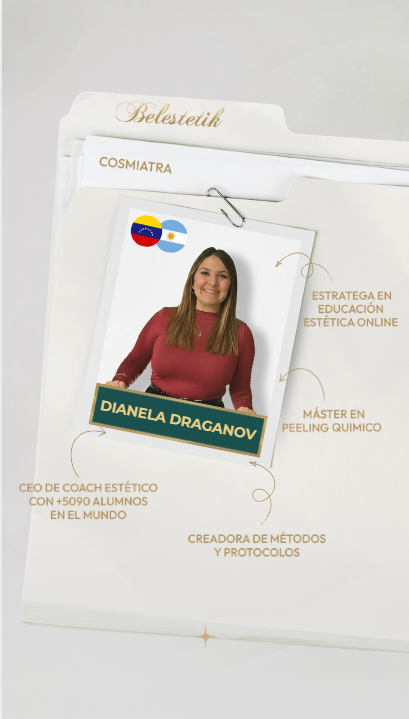 Belestetik
COSMIATRA
ESTRATEGA EN
EDUCACIÓN
ESTÉTICA ONLINE
DIANELA DRAGANOV
MÁSTER EN
PEELING QUIMICO
CEO DE COACH ESTÉTICO
CON +5090 ALUMNOS
EN EL MUNDO
CREADORA DE MÉTODOS
Y PROTOCOLOS